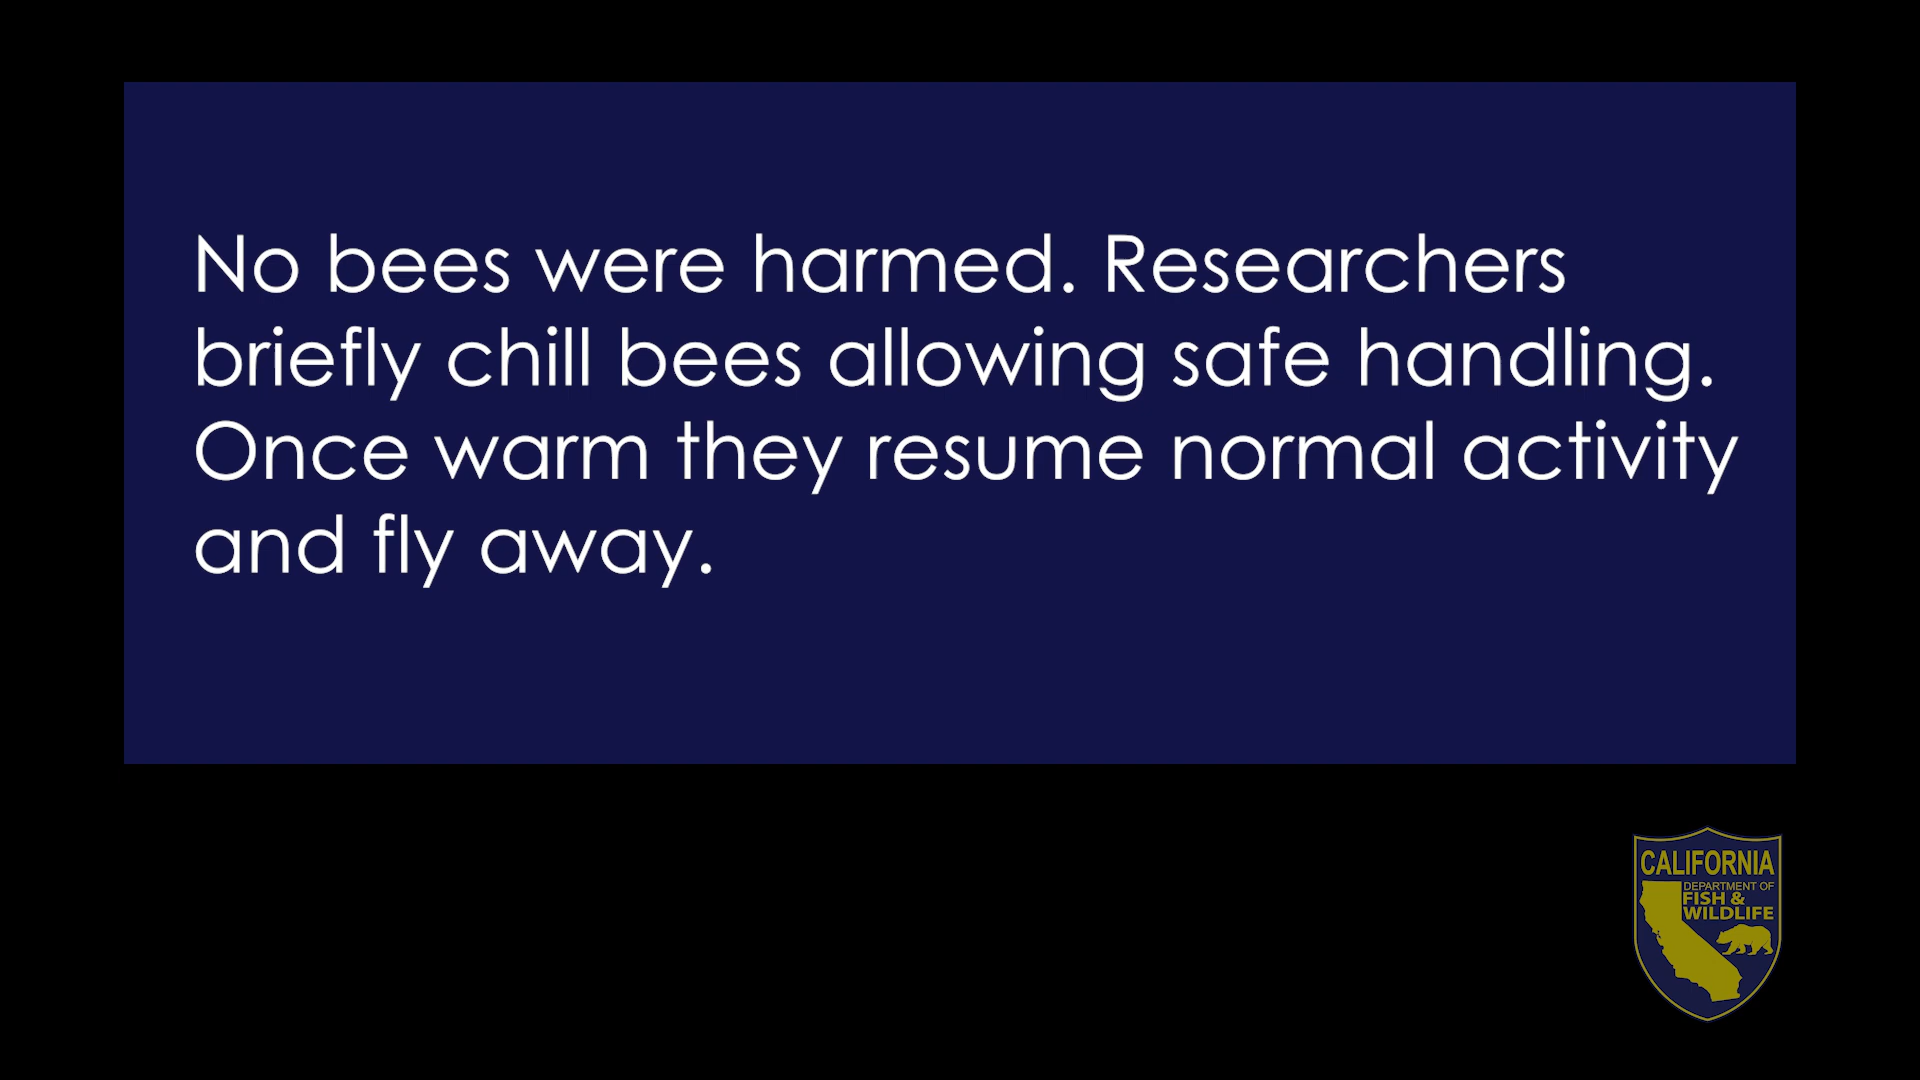 No bees were harmed. Researchers
briefly chill bees allowing safe handling.
Once warm they resume normal activity
and fly away.
CALIFORNIA
DEPARTMENT OF
FISH &
WILDLIFE